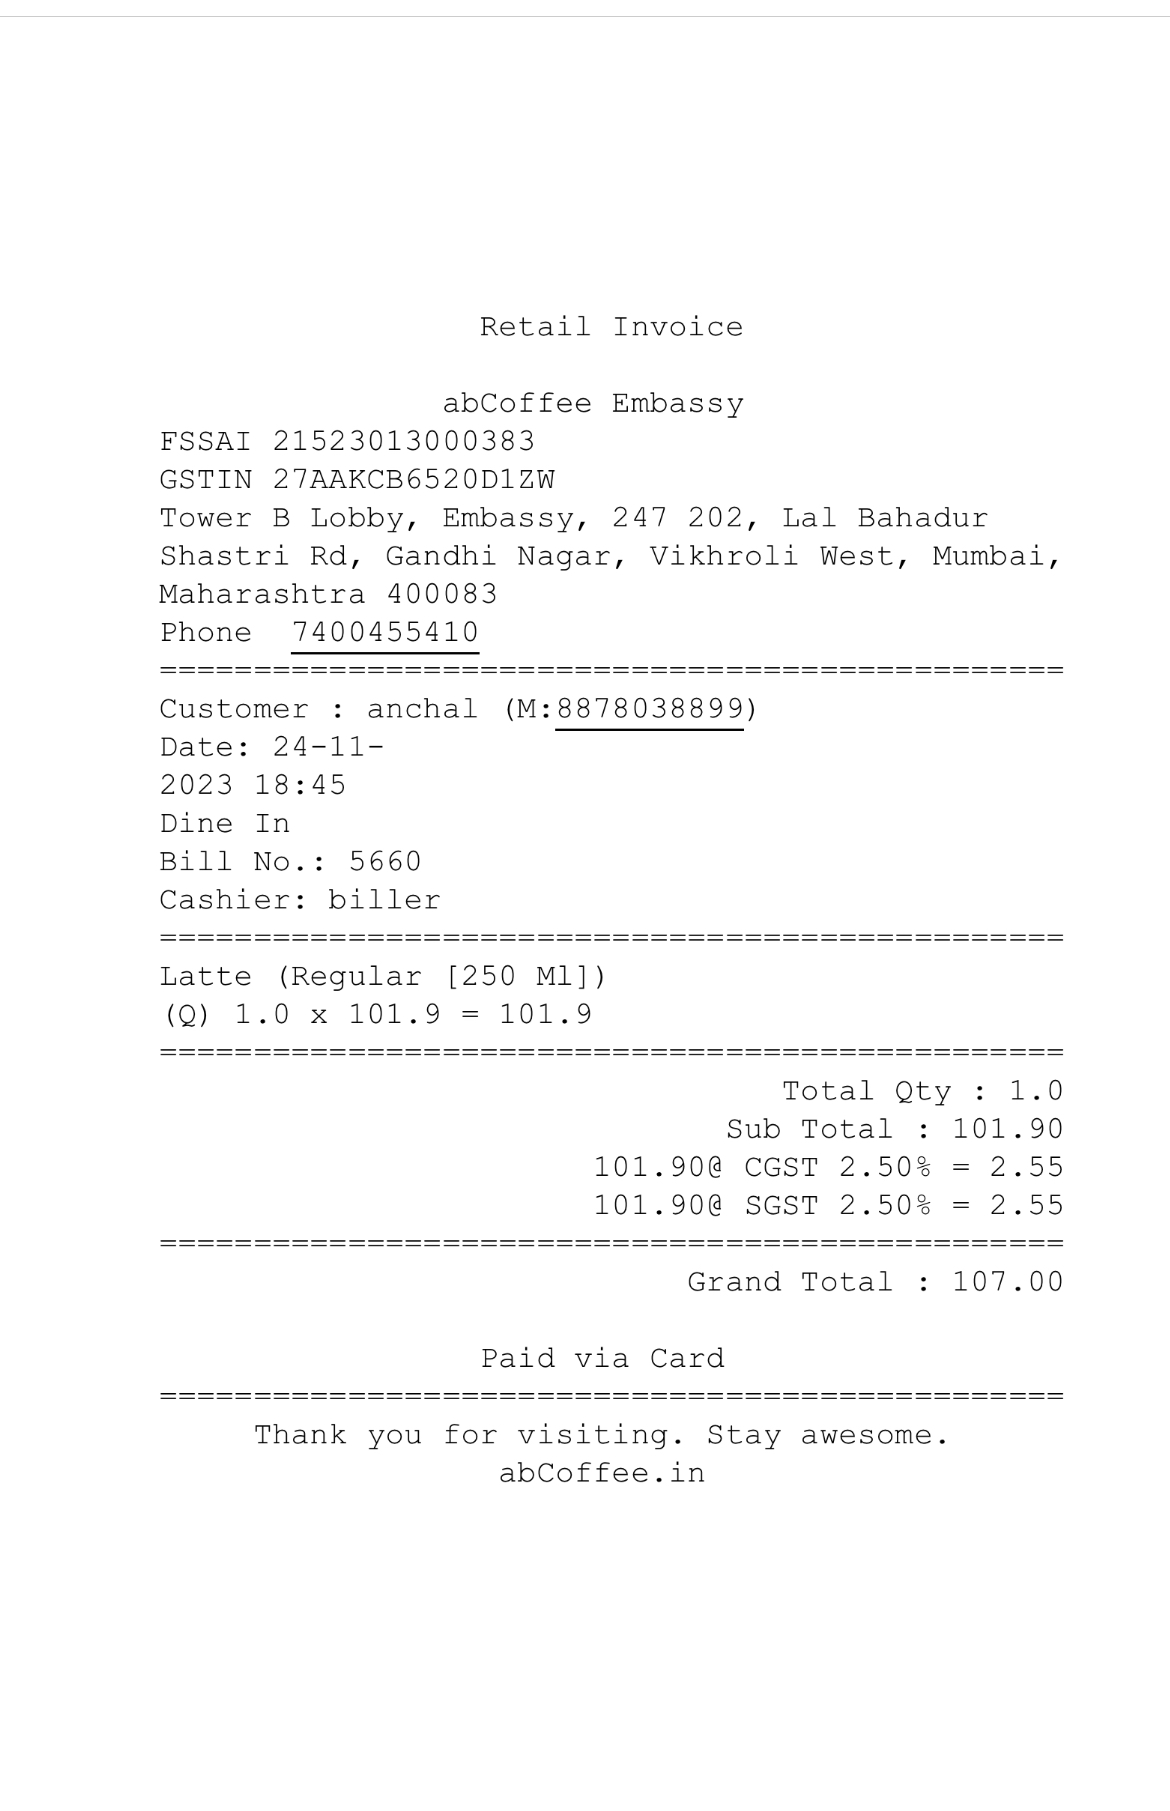 Retail Invoice
abCoffee Embassy
FSSAI 21523013000383
GSTIN 27AAKCB6520D1ZW
Tower B Lobby, Embassy, 247 202, Lal Bahadur
Shastri Rd, Gandhi Nagar, Vikhroli West, Mumbai,
Maharashtra 400083
Phone  7400455410
================================================
Customer : anchal (M:8878038899)
Date: 24-11-
2023 18:45
Dine In
Bill No.: 5660
Cashier: biller
================================================
Latte (Regular [250 Ml])
(Q) 1.0 x 101.9 = 101.9
================================================
Total Qty : 1.0
Sub Total : 101.90
101.90@ CGST 2.50% = 2.55
101.90@ SGST 2.50% = 2.55
================================================
Grand Total : 107.00
Paid via Card
================================================
Thank you for visiting. Stay awesome.
abCoffee.in